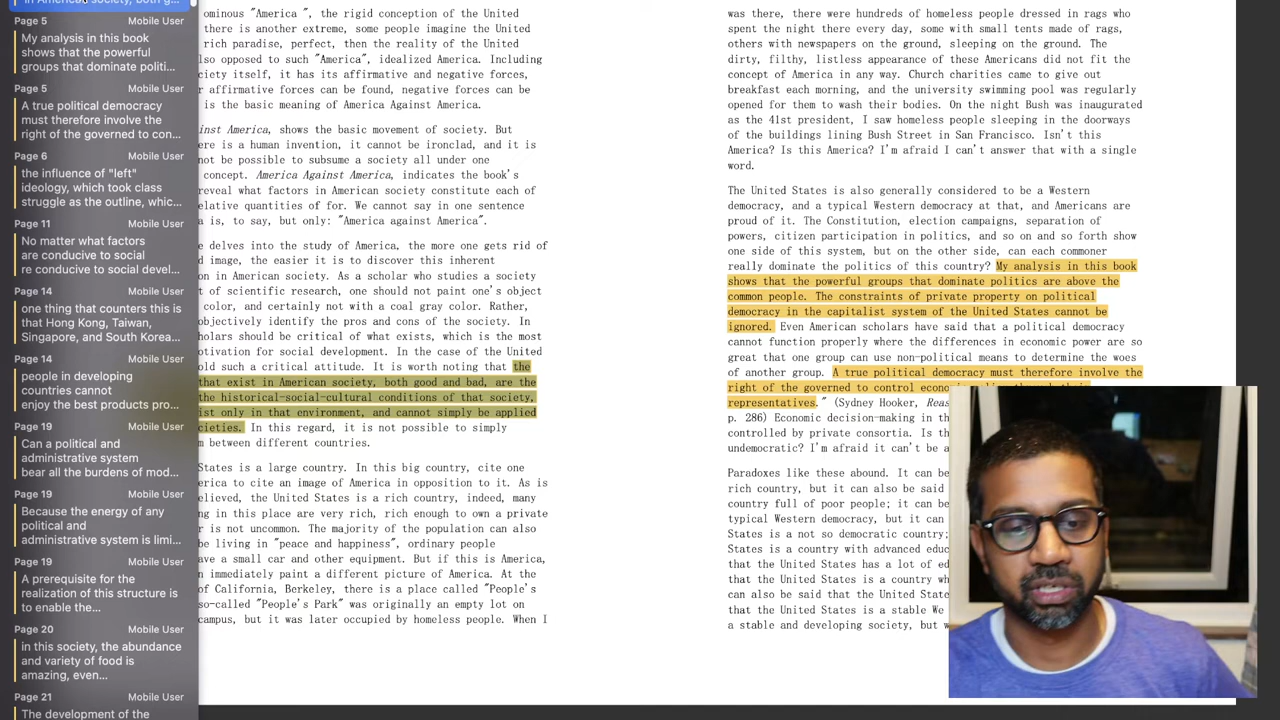 in American society, both g...
Page 5 Mobile User
My analysis in this book
shows that the powerful
groups that dominate politi...
Page 5 Mobile User
A true political democracy
must therefore involve the
right of the governed to con...
Page 6 Mobile User
the influence of "left"
ideology, which took class
struggle as the outline, whic...
Page 11 Mobile User
No matter what factors
are conducive to social
re conducive to social devel...
Page 14 Mobile User
one thing that counters this is
that Hong Kong, Taiwan,
Singapore, and South Korea...
Page 14 Mobile User
people in developing
countries cannot
enjoy the best products pro...
Page 19 Mobile User
Can a political and
administrative system
bear all the burdens of mod...
Page 19 Mobile User
Because the energy of any
political and
administrative system is limi...
Page 19 Mobile User
A prerequisite for the
realization of this structure is
to enable the...
Page 20 Mobile User
in this society, the abundance
and variety of food is
amazing, even...
Page 21 Mobile User
The development of the
ominous "America ", the rigid conception of the United
there is another extreme, some people imagine the United
rich paradise, perfect, then the reality of the United
lso opposed to such "America", idealized America. Including
ciety itself, it has its affirmative and negative forces,
r affirmative forces can be found, negative forces can be
is the basic meaning of America Against America.
inst America, shows the basic movement of society. But
ere is a human invention, it cannot be ironclad, and it is
not be possible to subsume a society all under one
concept. America Against America, indicates the book's
reveal what factors in American society constitute each of
elative quantities of for. We cannot say in one sentence
a is, to say, but only: "America against America".
e delves into the study of America, the more one gets rid of
d image, the easier it is to discover this inherent
on in American society. As a scholar who studies a society
t of scientific research, one should not paint one's object
color, and certainly not with a coal gray color. Rather,
objectively identify the pros and cons of the society. In
holars should be critical of what exists, which is the most
otivation for social development. In the case of the United
old such a critical attitude. It is worth noting that the
that exist in American society, both good and bad, are the
the historical-social-cultural conditions of that society,
ist only in that environment, and cannot simply be applied
cieties. In this regard, it is not possible to simply
m between different countries.
States is a large country. In this big country, cite one
erica to cite an image of America in opposition to it. As is
elieved, the United States is a rich country, indeed, many
ng in this place are very rich, rich enough to own a private
r is not uncommon. The majority of the population can also
be living in "peace and happiness", ordinary people
ave a small car and other equipment. But if this is America,
n immediately paint a different picture of America. At the
of California, Berkeley, there is a place called "People's
so-called "People's Park" was originally an empty lot on
campus, but it was later occupied by homeless people. When I
was there, there were hundreds of homeless people dressed in rags who
spent the night there every day, some with small tents made of rags,
others with newspapers on the ground, sleeping on the ground. The
dirty, filthy, listless appearance of these Americans did not fit the
concept of America in any way. Church charities came to give out
breakfast each morning, and the university swimming pool was regularly
opened for them to wash their bodies. On the night Bush was inaugurated
as the 41st president, I saw homeless people sleeping in the doorways
of the buildings lining Bush Street in San Francisco. Isn't this
America? Is this America? I'm afraid I can't answer that with a single
word.
The United States is also generally considered to be a Western
democracy, and a typical Western democracy at that, and Americans are
proud of it. The Constitution, election campaigns, separation of
powers, citizen participation in politics, and so on and so forth show
one side of this system, but on the other side, can each commoner
really dominate the politics of this country? My analysis in this book
shows that the powerful groups that dominate politics are above the
common people. The constraints of private property on political
democracy in the capitalist system of the United States cannot be
ignored. Even American scholars have said that a political democracy
cannot function properly where the differences in economic power are so
great that one group can use non-political means to determine the woes
of another group. A true political democracy must therefore involve the
right of the governed to control econ
representatives." (Sydney Hooker, Reas
p. 286) Economic decision-making in th
controlled by private consortia. Is th
undemocratic? I'm afraid it can't be a
Paradoxes like these abound. It can be
rich country, but it can also be said
country full of poor people; it can be
typical Western democracy, but it can
States is a not so democratic country;
States is a country with advanced educ
that the United States has a lot of ed
that the United States is a country wh
can also be said that the United State
that the United States is a stable We
a stable and developing society, but w